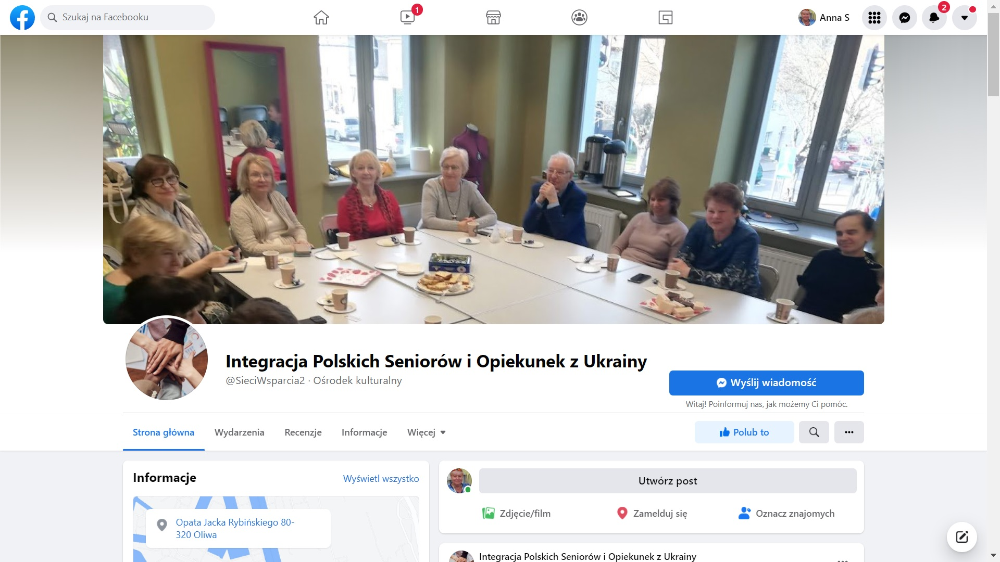 Szukaj na Facebooku
1
Anna S
2
Integracja Polskich Seniorów i Opiekunek z Ukrainy
@SieciWsparcia2 · Ośrodek kulturalny
Wyślij wiadomość
Witaj! Poinformuj nas, jak możemy Ci pomóc.
Strona główna
Wydarzenia
Recenzje
Informacje
Więcej
Polub to
Informacje
Wyświetl wszystko
Opata Jacka Rybińskiego 80-
320 Oliwa
Utwórz post
Zdjęcie/film
Zamelduj się
Oznacz znajomych
Integracja Polskich Seniorów i Opiekunek z Ukrainy